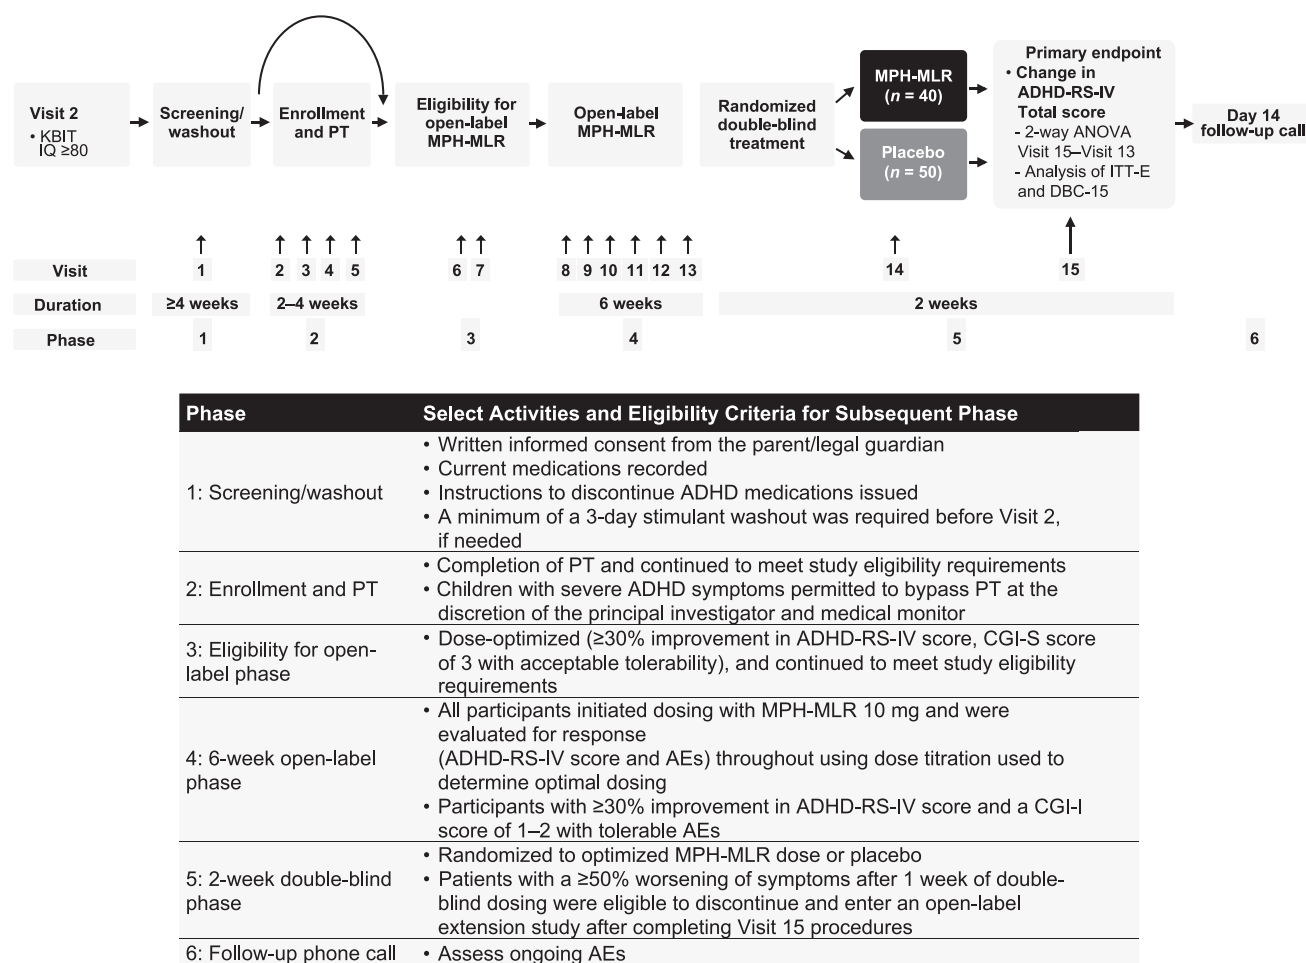 Visit 2
• KBIT
IQ ≥80
Screening/
washout
Enrollment
and PT
Eligibility for
open-label
MPH-MLR
Open-label
MPH-MLR
Randomized
double-blind
treatment
MPH-MLR
(n = 40)
Placebo
(n = 50)
Primary endpoint
• Change in
ADHD-RS-IV
Total score
- 2-way ANOVA
Visit 15–Visit 13
- Analysis of ITT-E
and DBC-15
Day 14
follow-up call
Visit 1 2 3 4 5 6 7 8 9 10 11 12 13 14 15
Duration ≥4 weeks 2–4 weeks 6 weeks 2 weeks
Phase 1 2 3 4 5 6
Phase Select Activities and Eligibility Criteria for Subsequent Phase
1: Screening/washout
• Written informed consent from the parent/legal guardian
• Current medications recorded
• Instructions to discontinue ADHD medications issued
• A minimum of a 3-day stimulant washout was required before Visit 2,
if needed
2: Enrollment and PT
• Completion of PT and continued to meet study eligibility requirements
• Children with severe ADHD symptoms permitted to bypass PT at the
discretion of the principal investigator and medical monitor
3: Eligibility for open-
label phase
• Dose-optimized (≥30% improvement in ADHD-RS-IV score, CGI-S score
of 3 with acceptable tolerability), and continued to meet study eligibility
requirements
4: 6-week open-label
phase
• All participants initiated dosing with MPH-MLR 10 mg and were
evaluated for response
(ADHD-RS-IV score and AEs) throughout using dose titration used to
determine optimal dosing
• Participants with ≥30% improvement in ADHD-RS-IV score and a CGI-I
score of 1–2 with tolerable AEs
5: 2-week double-blind
phase
• Randomized to optimized MPH-MLR dose or placebo
• Patients with a ≥50% worsening of symptoms after 1 week of double-
blind dosing were eligible to discontinue and enter an open-label
extension study after completing Visit 15 procedures
6: Follow-up phone call
• Assess ongoing AEs